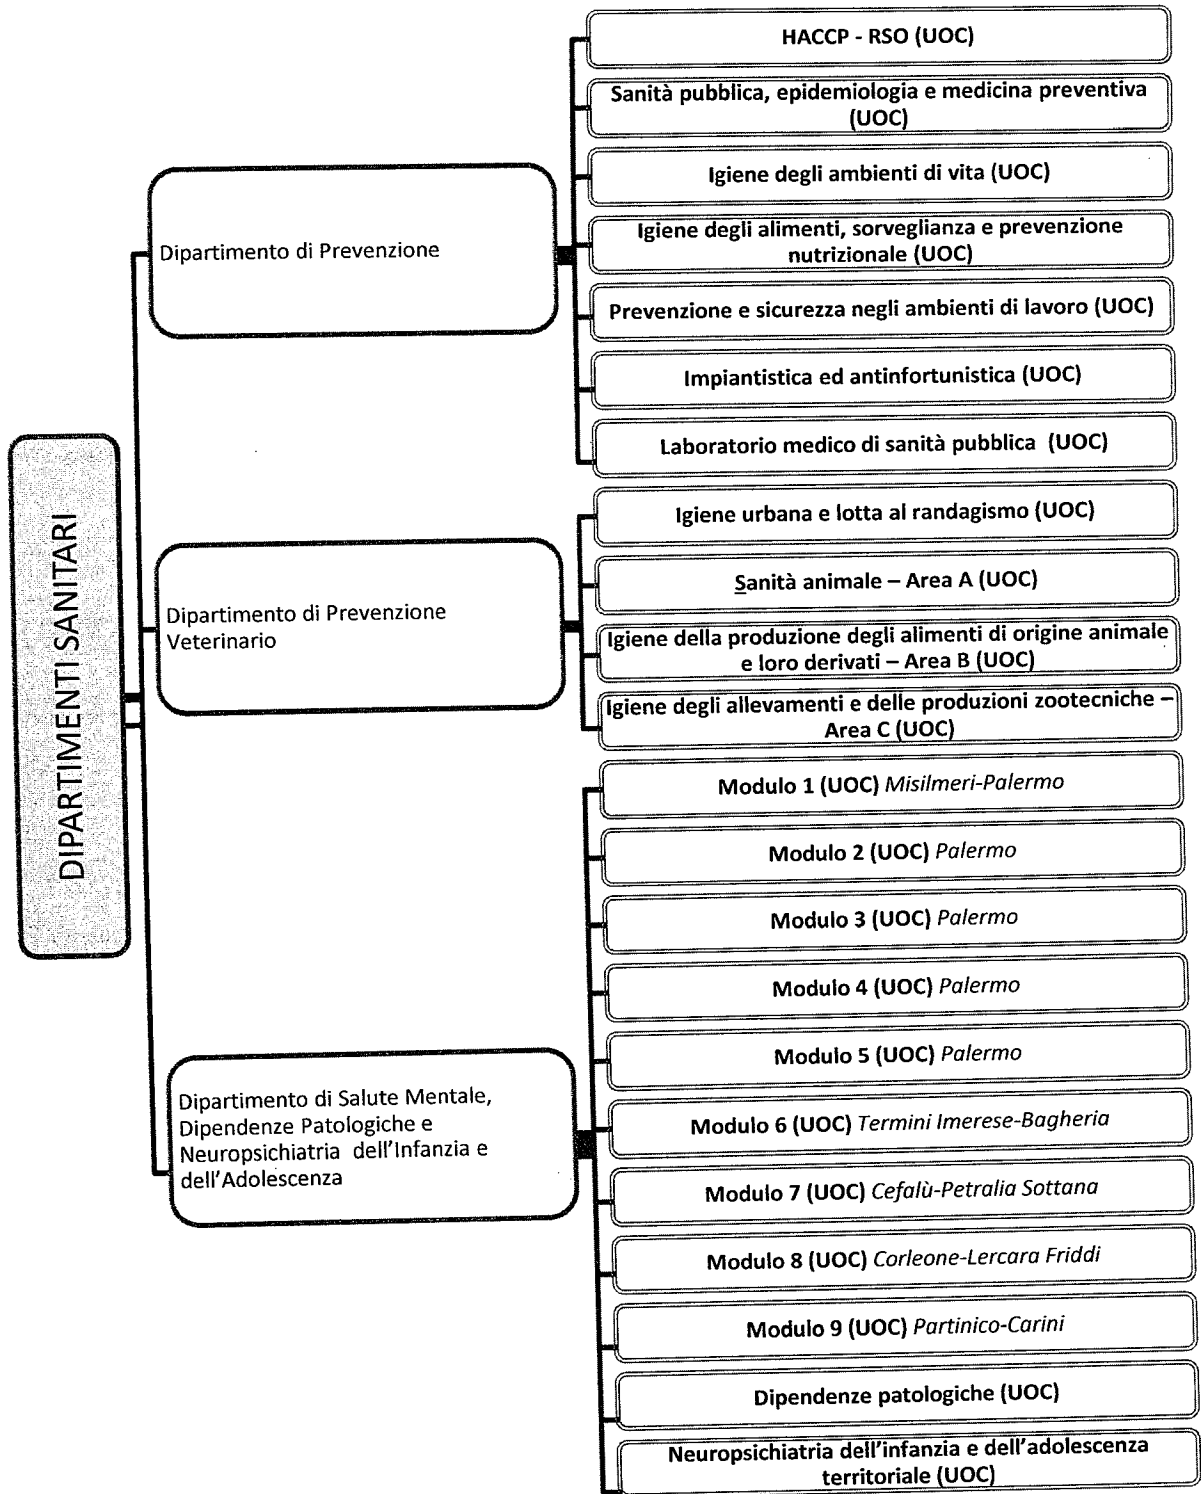 DIPARTIMENTI SANITARI
Dipartimento di Prevenzione
HACCP - RSO (UOC)
Sanità pubblica, epidemiologia e medicina preventiva
(UOC)
Igiene degli ambienti di vita (UOC)
Igiene degli alimenti, sorveglianza e prevenzione
nutrizionale (UOC)
Prevenzione e sicurezza negli ambienti di lavoro (UOC)
Impiantistica ed antinfortunistica (UOC)
Laboratorio medico di sanità pubblica (UOC)
Dipartimento di Prevenzione
Veterinario
Igiene urbana e lotta al randagismo (UOC)
Sanità animale – Area A (UOC)
Igiene della produzione degli alimenti di origine animale
e loro derivati – Area B (UOC)
Igiene degli allevamenti e delle produzioni zootecniche –
Area C (UOC)
Dipartimento di Salute Mentale,
Dipendenze Patologiche e
Neuropsichiatria dell'Infanzia e
dell'Adolescenza
Modulo 1 (UOC) Misilmeri-Palermo
Modulo 2 (UOC) Palermo
Modulo 3 (UOC) Palermo
Modulo 4 (UOC) Palermo
Modulo 5 (UOC) Palermo
Modulo 6 (UOC) Termini Imerese-Bagheria
Modulo 7 (UOC) Cefalù-Petralia Sottana
Modulo 8 (UOC) Corleone-Lercara Friddi
Modulo 9 (UOC) Partinico-Carini
Dipendenze patologiche (UOC)
Neuropsichiatria dell'infanzia e dell'adolescenza
territoriale (UOC)